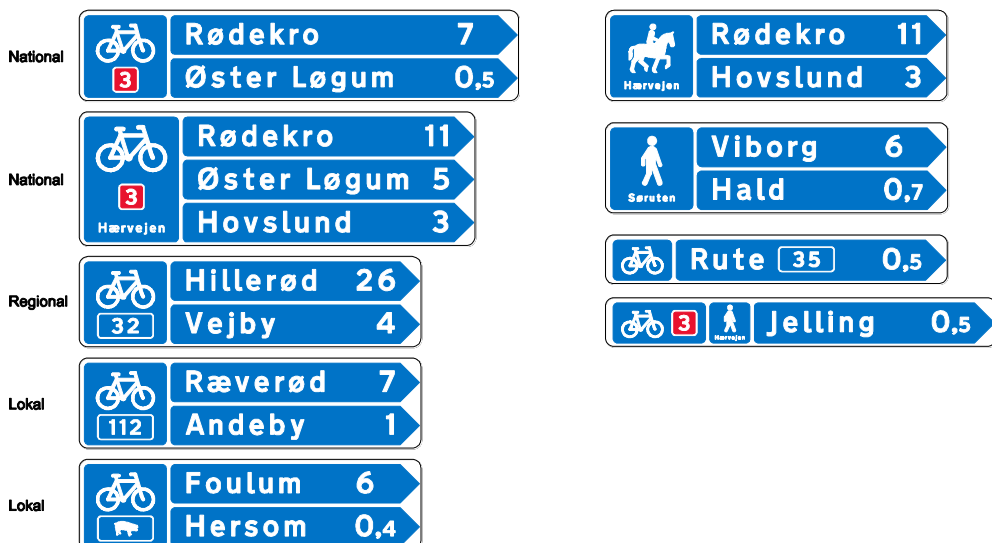 National
3
Rødekro 7
Øster Løgum 0,5
National
3
Hærvejen
Rødekro 11
Øster Løgum 5
Hovslund 3
Regional
32
Hillerød 26
Vejby 4
Lokal
112
Ræverød 7
Andeby 1
Lokal
Foulum 6
Hersom 0,4
Hærvejen
Rødekro 11
Hovslund 3
Søruten
Viborg 6
Hald 0,7
Rute 35 0,5
3
Hærvejen
Jelling 0,5